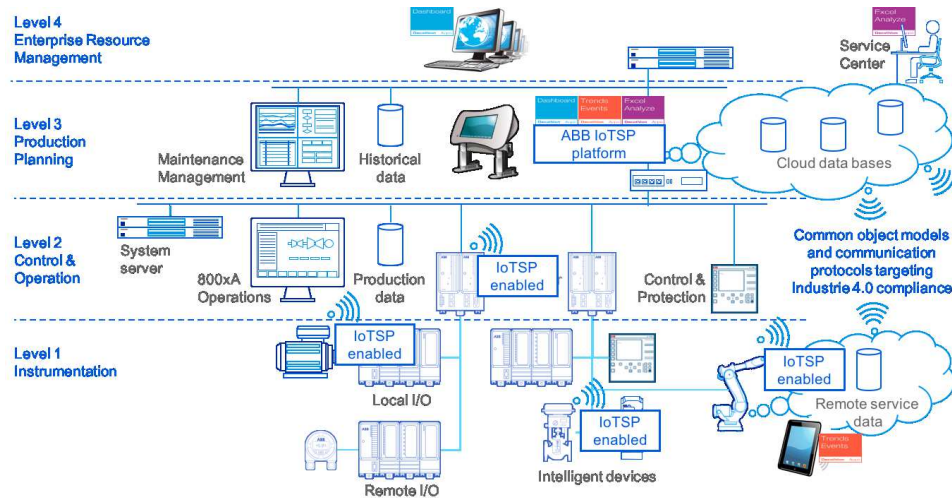 Level 4
Enterprise Resource
Management
Dashboard
Excel
Analyze
Service
Center
Level 3
Production
Planning
Maintenance
Management
Historical
data
Dashboard
Trends
Events
Excel
Analyze
ABB IoTSP
platform
Cloud data bases
Level 2
Control &
Operation
System
server
800xA
Operations
Production
data
IoTSP
enabled
Control &
Protection
Common object models
and communication
protocols targeting
Industrie 4.0 compliance
Level 1
Instrumentation
IoTSP
enabled
Local I/O
Remote I/O
IoTSP
enabled
Intelligent devices
IoTSP
enabled
Remote service
data
Trends
Events